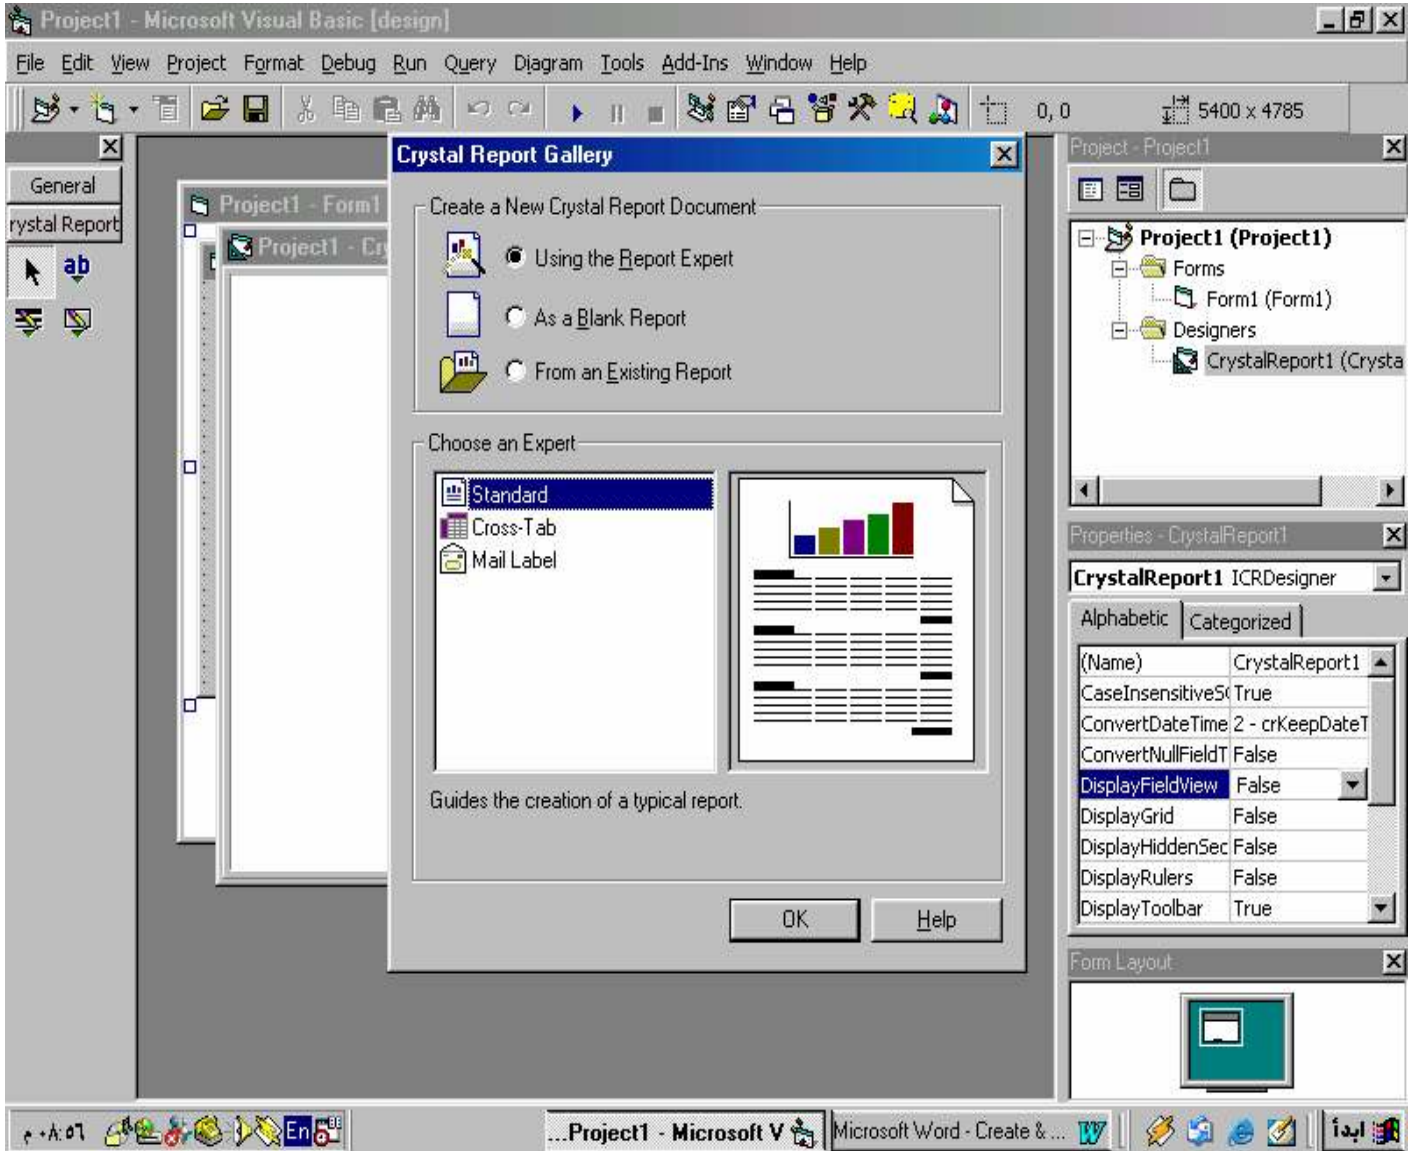 Project1 - Microsoft Visual Basic [design]
File Edit View Project Format Debug Run Query Diagram Tools Add-Ins Window Help
0, 0 5400 x 4785
General
rystal Report
ab
Project1 - Form1
Project1 - Cry
Crystal Report Gallery
Create a New Crystal Report Document
Using the Report Expert
As a Blank Report
From an Existing Report
Choose an Expert
Standard
Cross-Tab
Mail Label
Guides the creation of a typical report.
OK Help
Project - Project1
Project1 (Project1)
Forms
Form1 (Form1)
Designers
CrystalReport1 (Crysta
Properties - CrystalReport1
CrystalReport1 ICRDesigner
Alphabetic Categorized
(Name) CrystalReport1
CaseInsensitiveS True
ConvertDateTime 2 - crKeepDateT
ConvertNullFieldT False
DisplayFieldView False
DisplayGrid False
DisplayHiddenSec False
DisplayRulers False
DisplayToolbar True
Form Layout
٠٨:٥٦ م En ...Project1 - Microsoft V Microsoft Word - Create & ... ابدأ